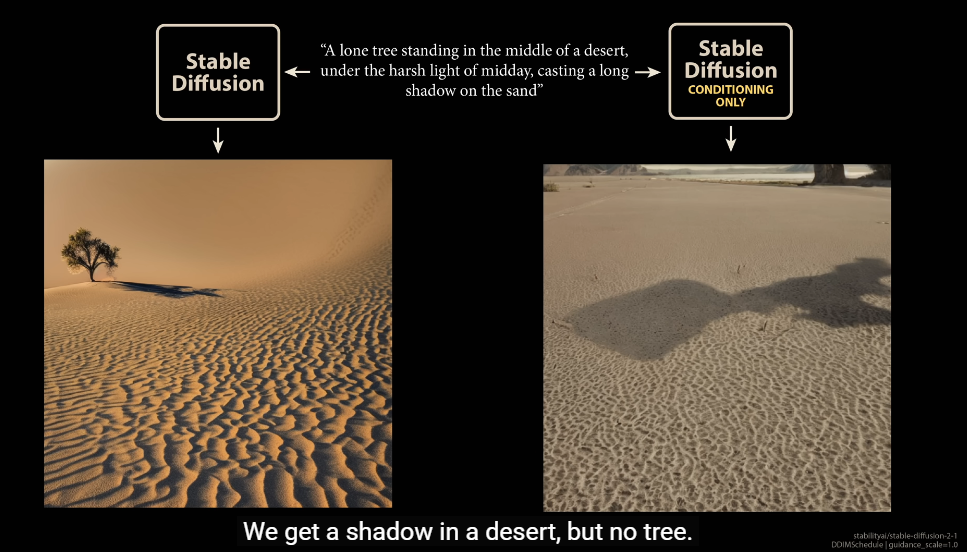 Stable
Diffusion
“A lone tree standing in the middle of a desert,
under the harsh light of midday, casting a long
shadow on the sand”
Stable
Diffusion
CONDITIONING
ONLY
We get a shadow in a desert, but no tree.
stabilityai/stable-diffusion-2-1
DDIMSchedule | guidance_scale=1.0